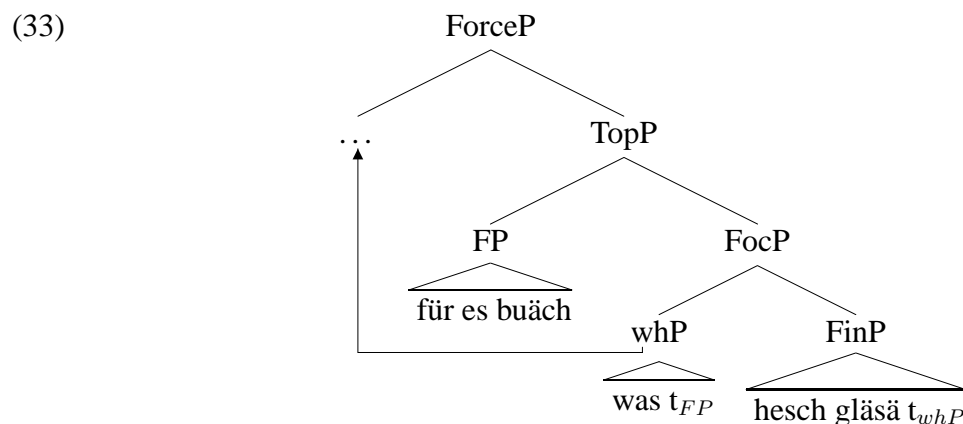 (33) ForceP
... TopP
FP FocP
für es buäch
whP FinP
was t_FP hesch gläsä t_whP